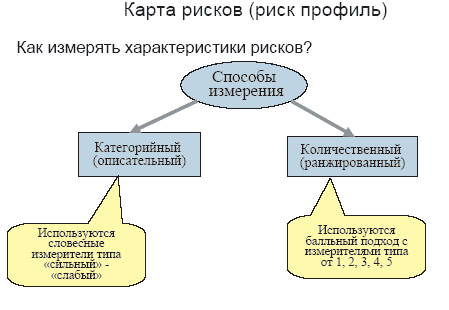 Карта рисков (риск профиль)
Как измерять характеристики рисков?
Способы
измерения
Категорийный
(описательный)
Количественный
(ранжированный)
Используются
словесные
измерители типа
«сильный» -
«слабый»
Используются
балльный подход с
измерителями типа
от 1, 2, 3, 4, 5